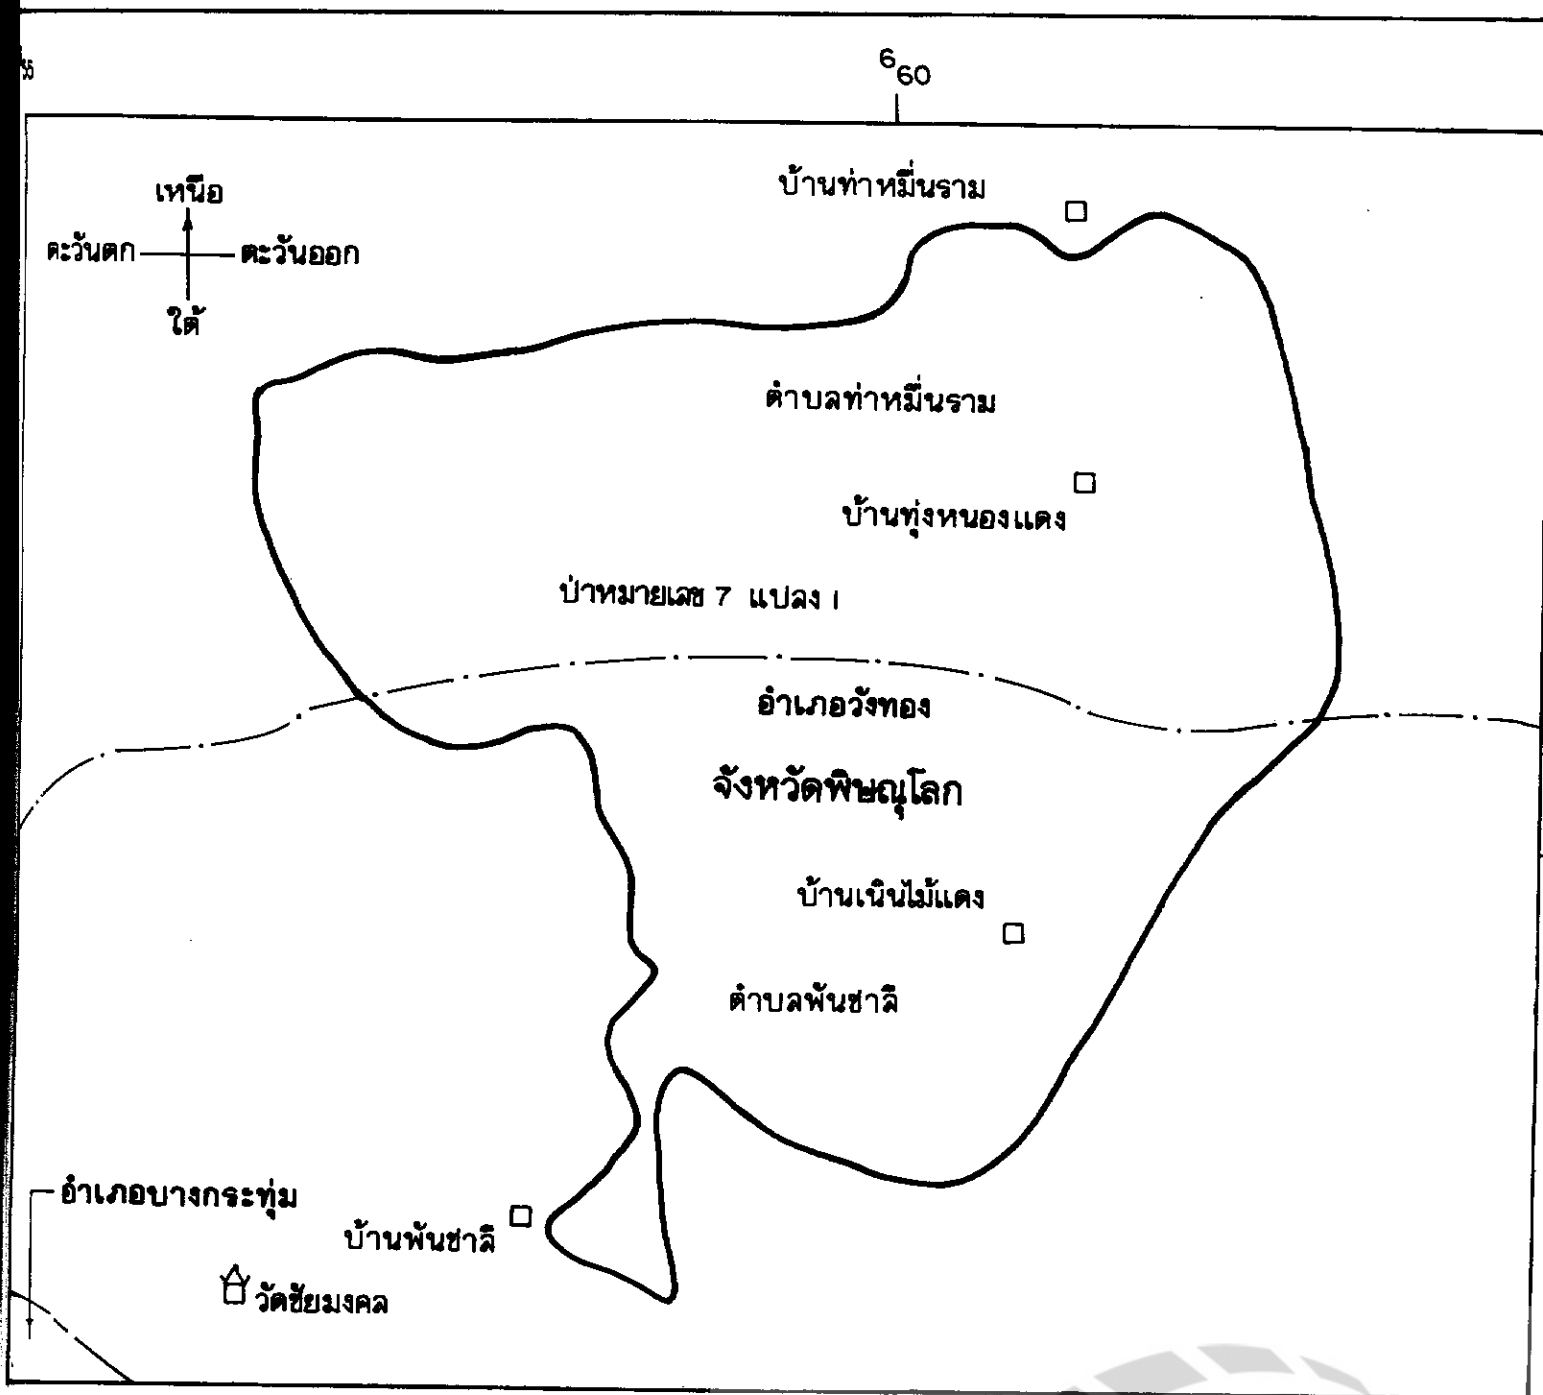 55
660
บ้านท่าหมื่นราม
เหนือ
ตะวันตก
ตะวันออก
ใต้
ตำบลท่าหมื่นราม
บ้านทุ่งหนองแดง
ป่าหมายเลข 7 แปลง 1
อำเภอวังทอง
จังหวัดพิษณุโลก
บ้านเนินไม้แดง
ตำบลพันชาลี
อำเภอบางกระทุ่ม
บ้านพันชาลี
วัดชัยมงคล